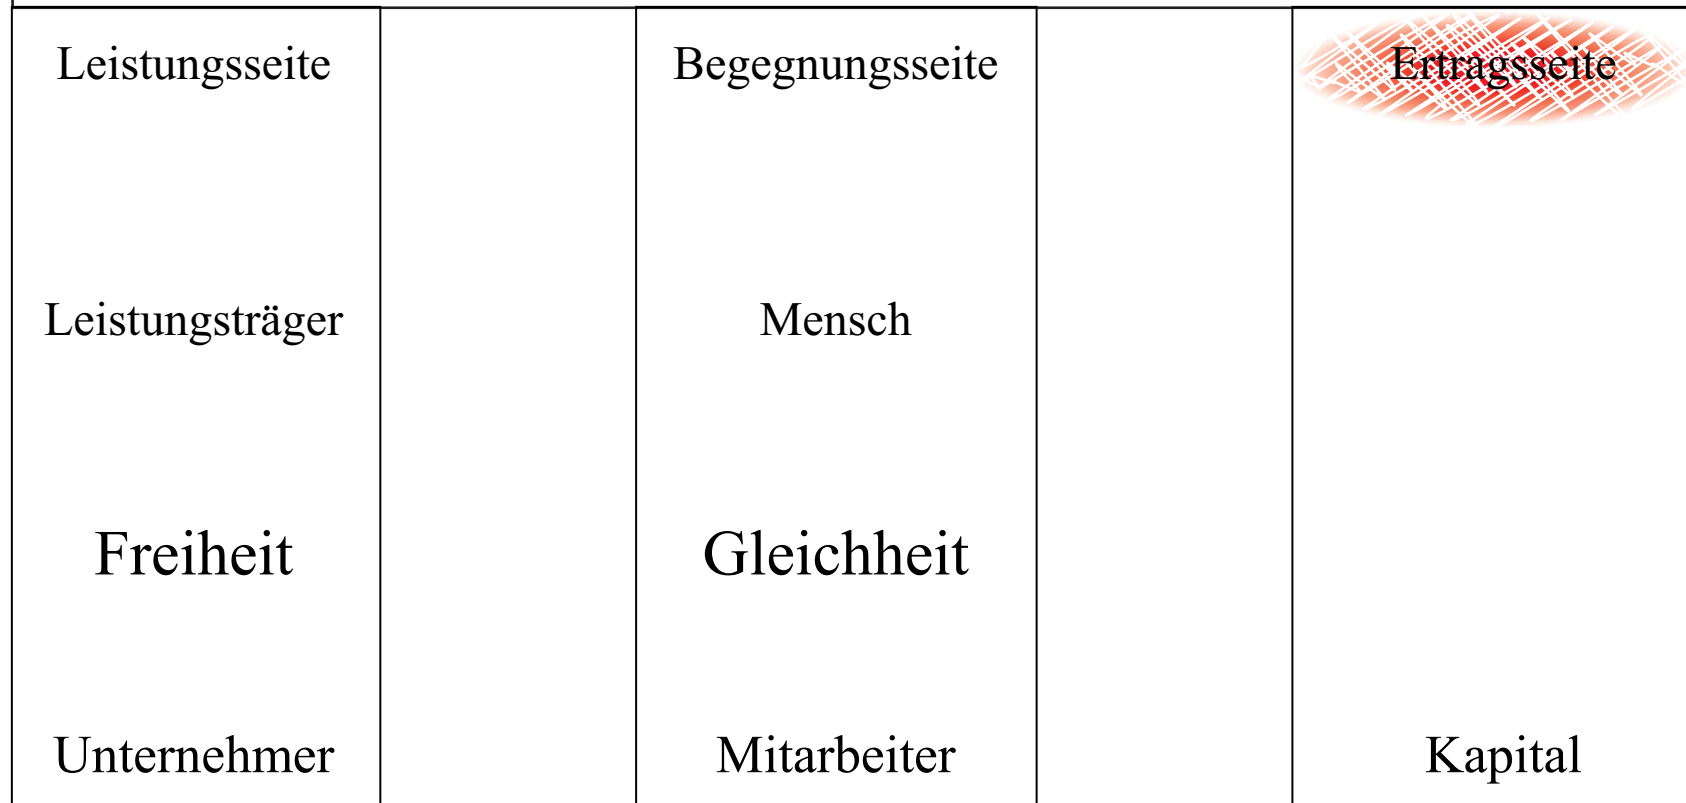 Leistungsseite Begegnungsseite Ertragsseite
Leistungsträger Mensch
Freiheit Gleichheit
Unternehmer Mitarbeiter Kapital